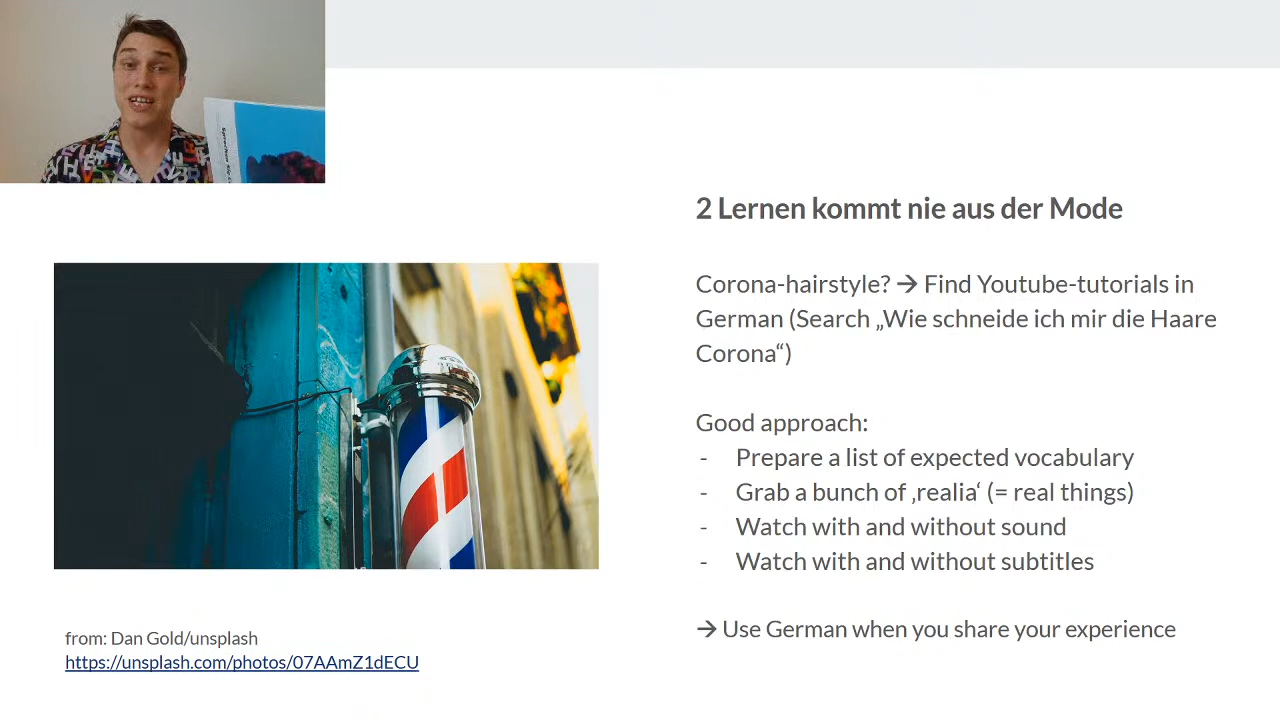 2 Lernen kommt nie aus der Mode
Corona-hairstyle? → Find Youtube-tutorials in
German (Search „Wie schneide ich mir die Haare
Corona“)
Good approach:
- Prepare a list of expected vocabulary
- Grab a bunch of ‚realia‘ (= real things)
- Watch with and without sound
- Watch with and without subtitles
→ Use German when you share your experience
from: Dan Gold/unsplash
https://unsplash.com/photos/07AAmZ1dECU